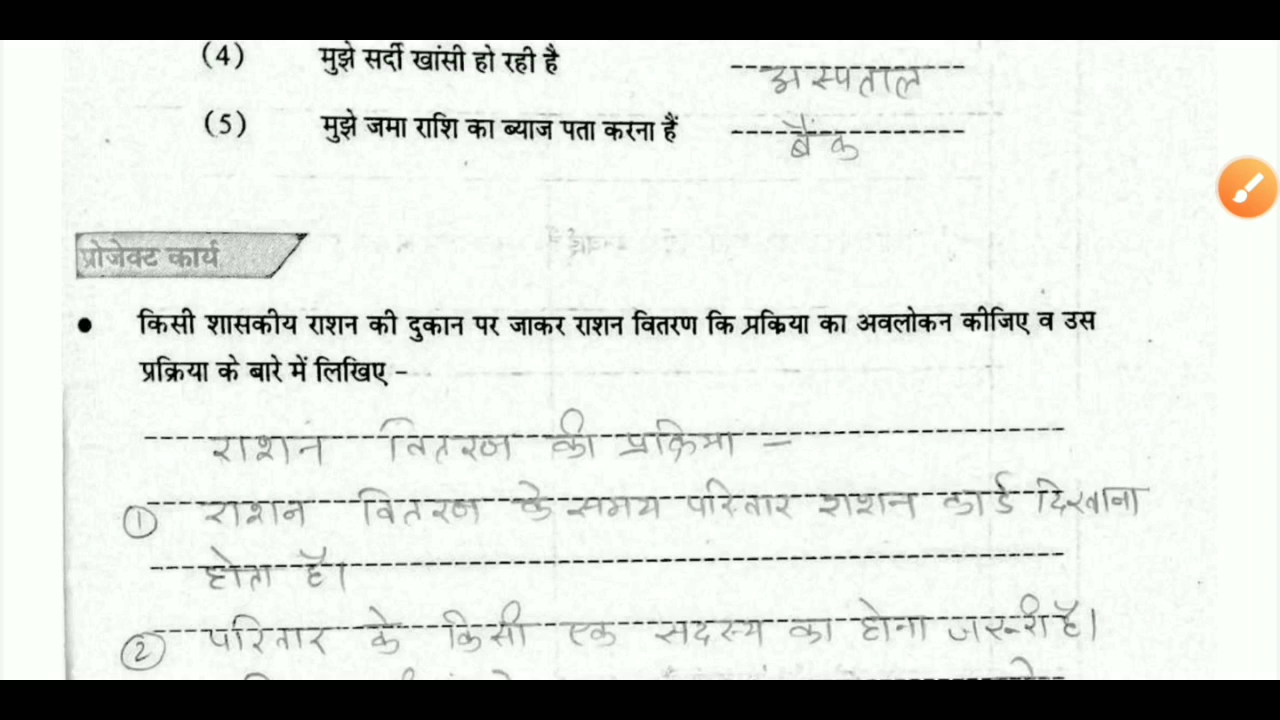 (4) मुझे सर्दी खांसी हो रही है अस्पताल
(5) मुझे जमा राशि का ब्याज पता करना हैं बैंक
प्रोजेक्ट कार्य
• किसी शासकीय राशन की दुकान पर जाकर राशन वितरण कि प्रक्रिया का अवलोकन कीजिए व उस
प्रक्रिया के बारे में लिखिए –
राशन वितरण की प्रक्रिया –
① राशन वितरण के समय परिवार राशन कार्ड दिखाना
होता है।
② परिवार के किसी एक सदस्य का होना जरूरी है।